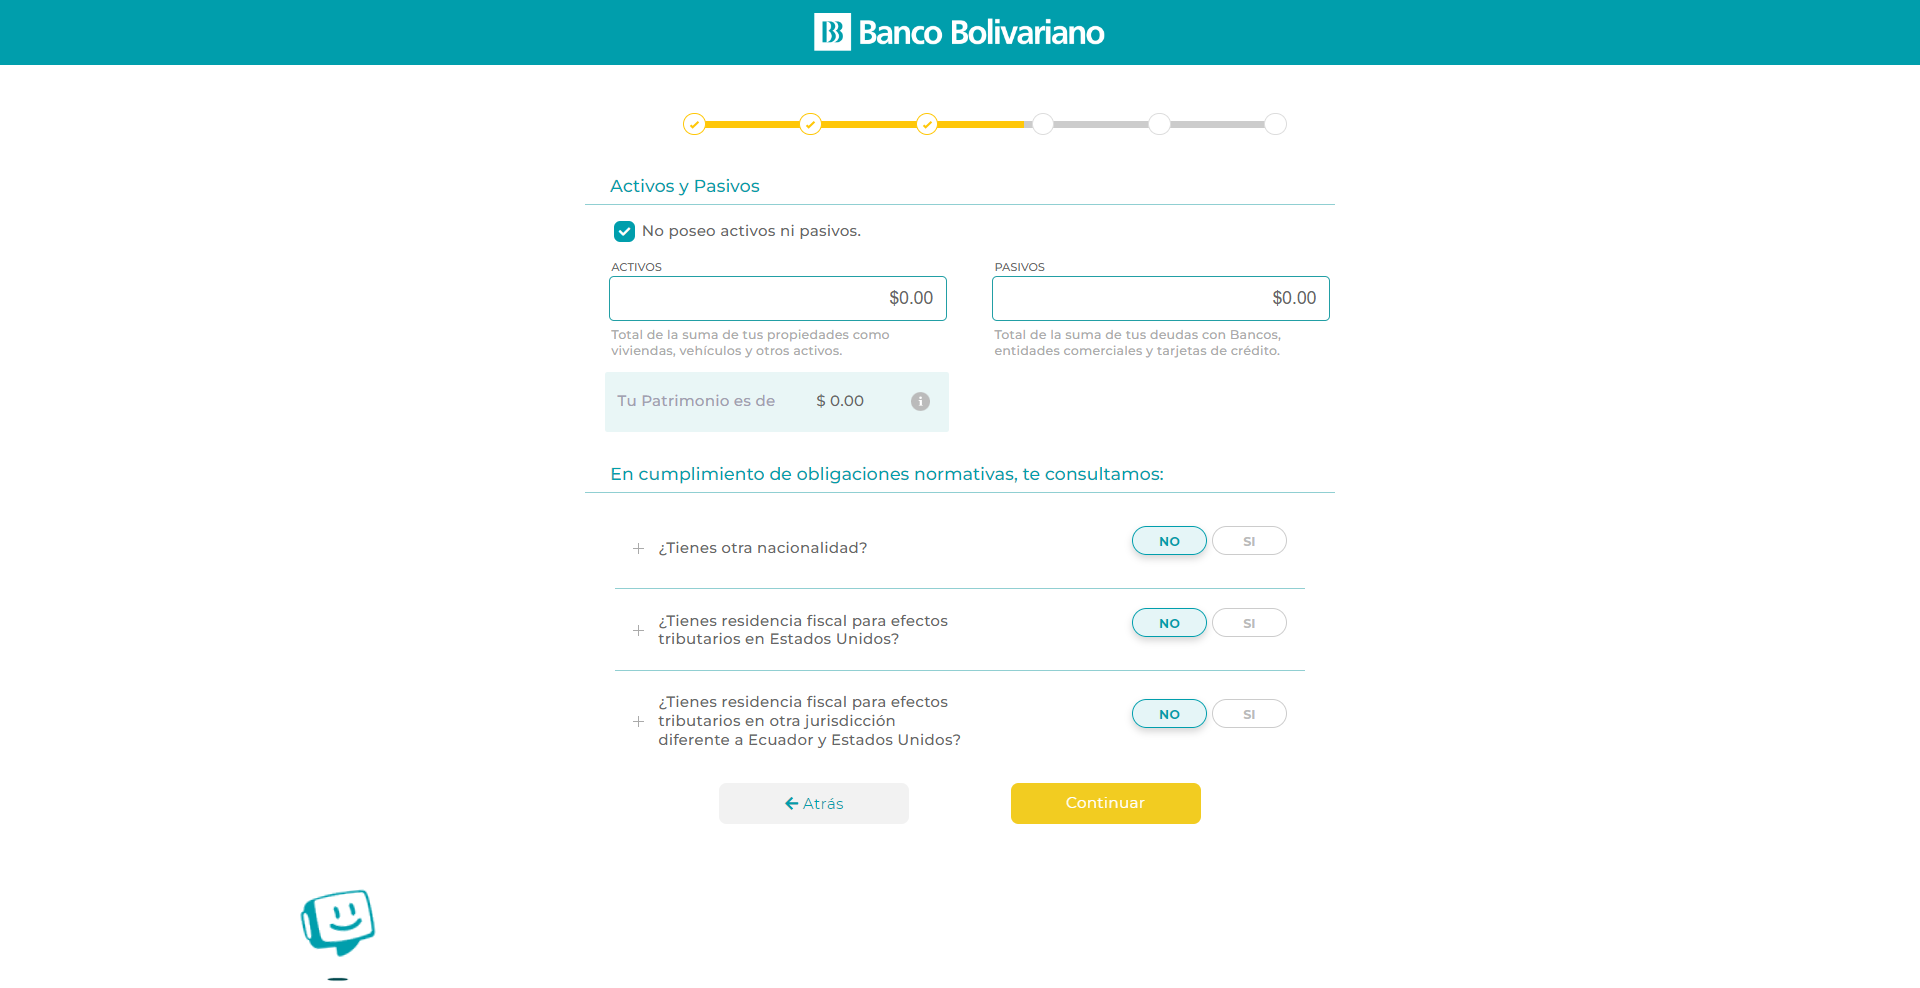 Banco Bolivariano
Activos y Pasivos
No poseo activos ni pasivos.
ACTIVOS
$0.00
Total de la suma de tus propiedades como
viviendas, vehículos y otros activos.
PASIVOS
$0.00
Total de la suma de tus deudas con Bancos,
entidades comerciales y tarjetas de crédito.
Tu Patrimonio es de $ 0.00
En cumplimiento de obligaciones normativas, te consultamos:
¿Tienes otra nacionalidad?
NO SI
¿Tienes residencia fiscal para efectos
tributarios en Estados Unidos?
NO SI
¿Tienes residencia fiscal para efectos
tributarios en otra jurisdicción
diferente a Ecuador y Estados Unidos?
NO SI
Atrás
Continuar